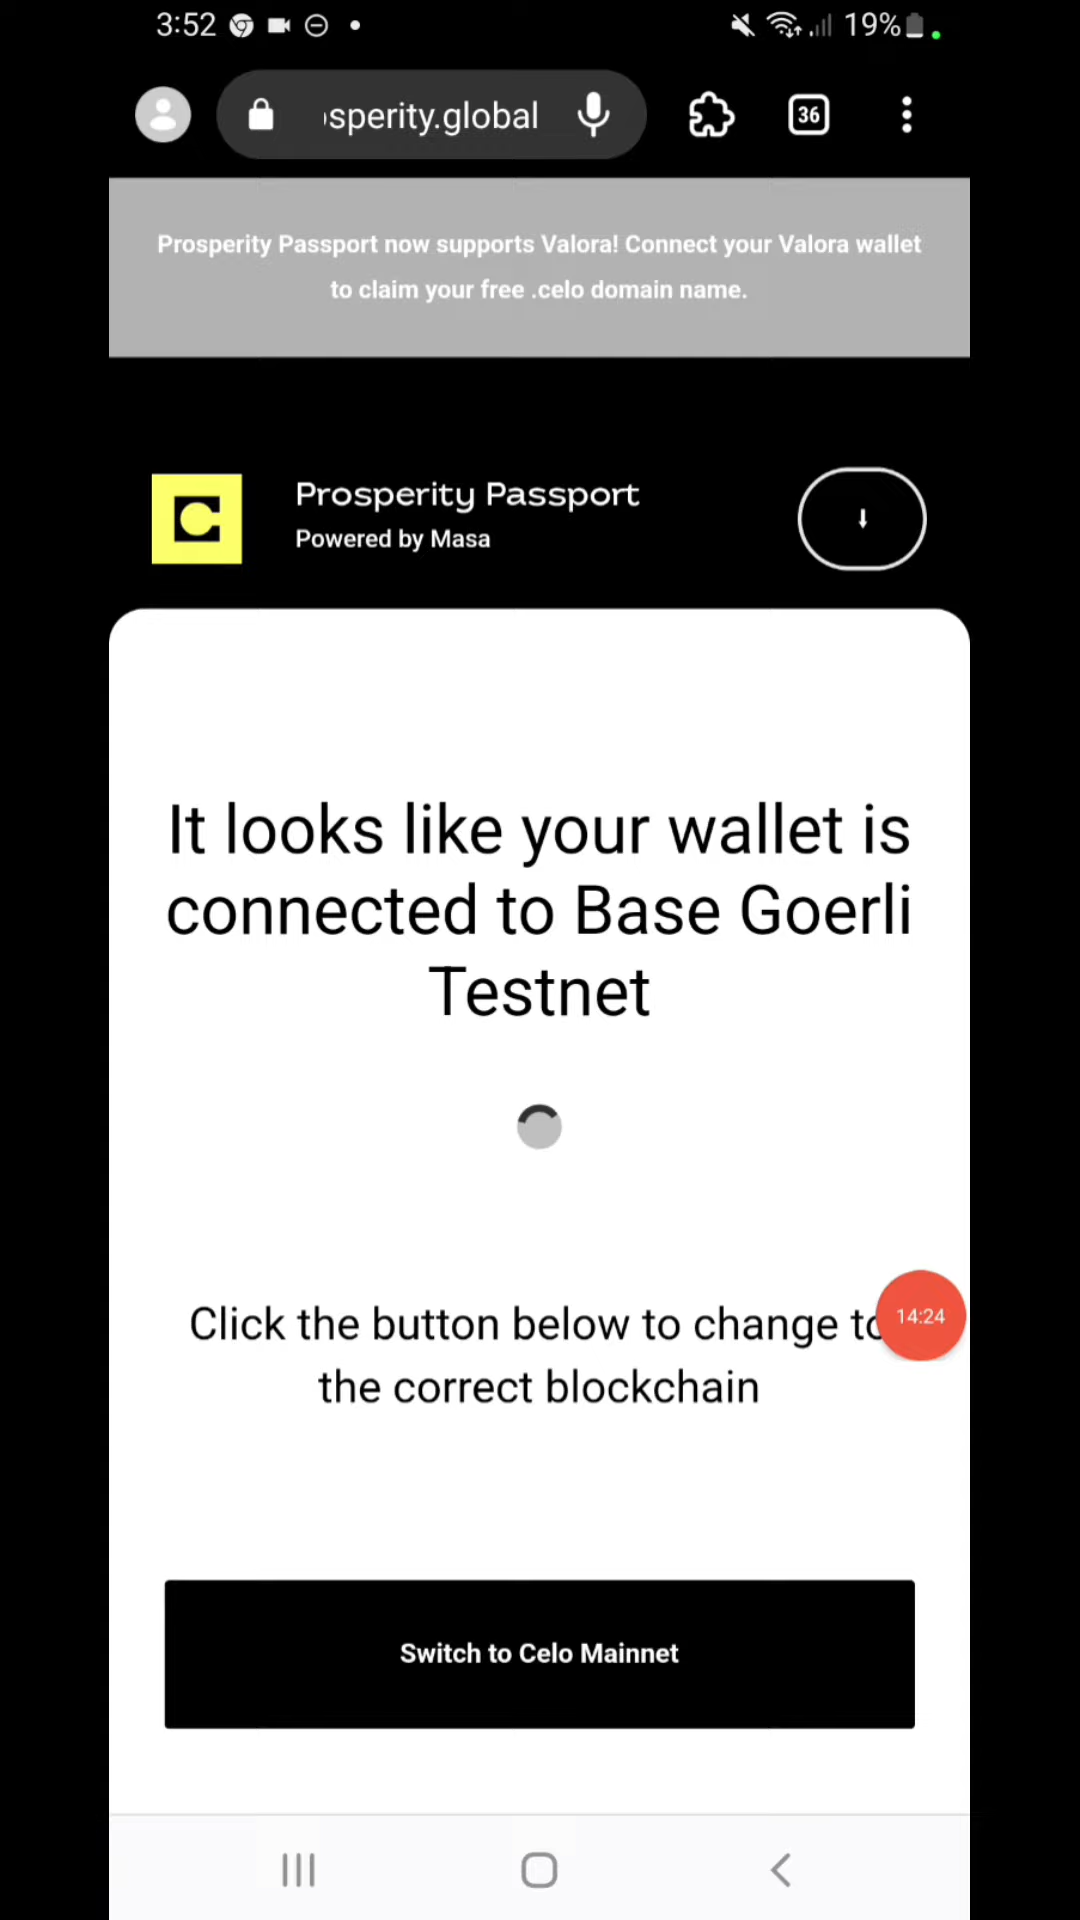 3:52
19%
sperity.global
36
Prosperity Passport now supports Valora! Connect your Valora wallet
to claim your free .celo domain name.
Prosperity Passport
Powered by Masa
It looks like your wallet is
connected to Base Goerli
Testnet
Click the button below to change to
14:24
the correct blockchain
Switch to Celo Mainnet